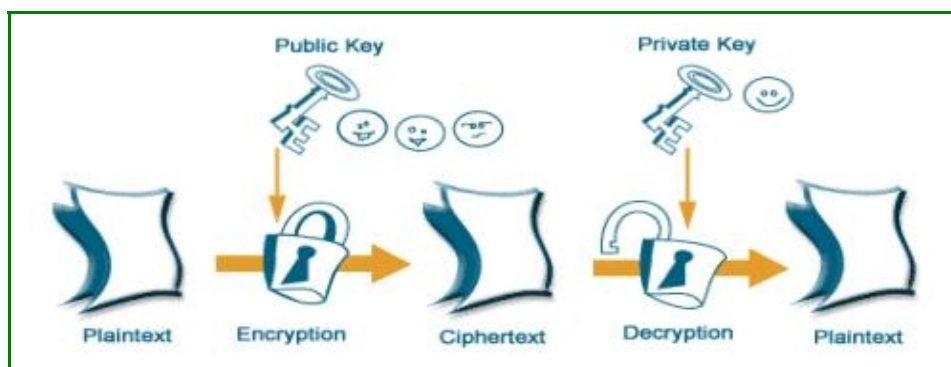 Public Key
Private Key
Plaintext
Encryption
Ciphertext
Decryption
Plaintext